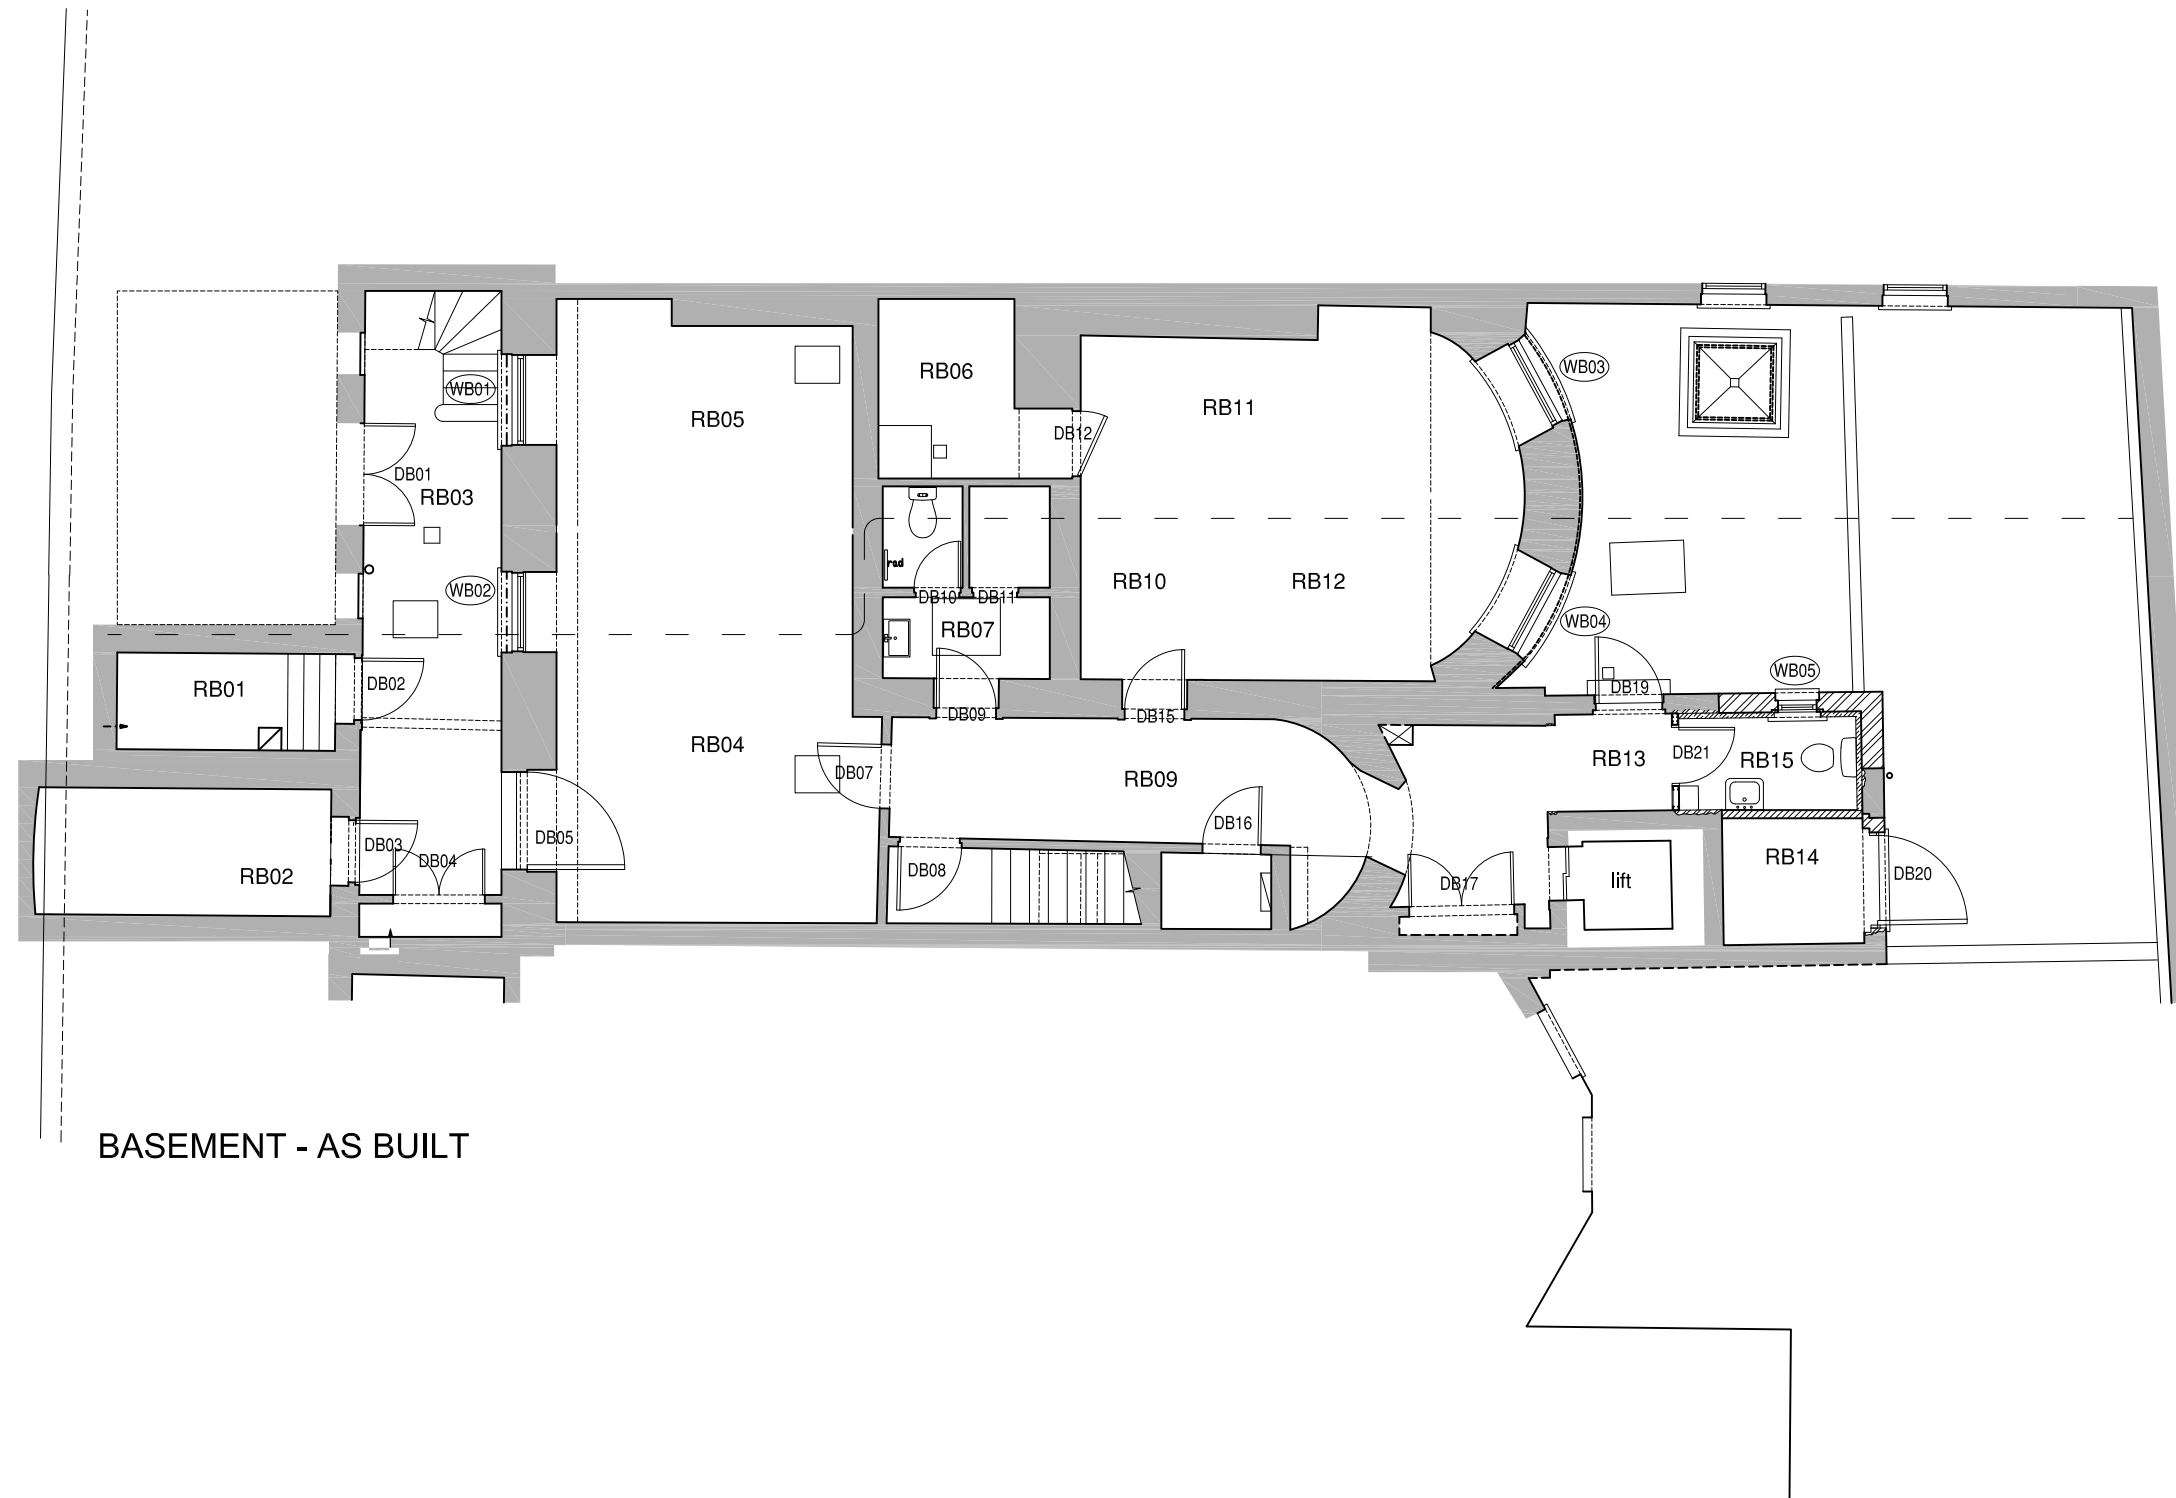 WB03
RB06
WB01
RB11
RB05
DB12
DB01
RB03
rad
RB10
RB12
WB02
DB10
DB11
WB04
RB07
WB05
RB01
DB02
DB19
DB09
DB15
RB04
DB21
RB13
RB15
DB07
RB09
DB16
DB05
DB03
DB04
RB14
DB08
RB02
DB17
lift
DB20
BASEMENT - AS BUILT